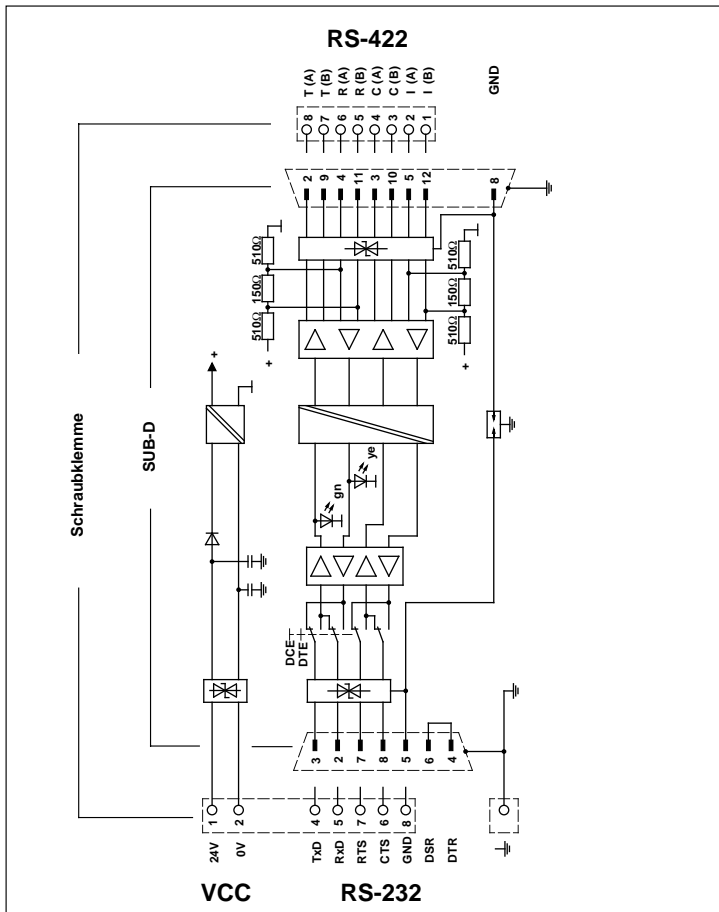 RS-422
T (A)
T (B)
R (A)
R (B)
C (A)
C (B)
I (A)
I (B)
GND
8
7
6
5
4
3
2
1
2
9
4
11
3
10
5
12
8
510Ω
150Ω
510Ω
+
510Ω
150Ω
510Ω
+
+
Schraubklemme
SUB-D
ye
gn
DCE
DTE
3
2
7
8
5
6
4
1
2
4
5
7
6
8
24V
0V
TxD
RxD
RTS
CTS
GND
DSR
DTR
VCC
RS-232